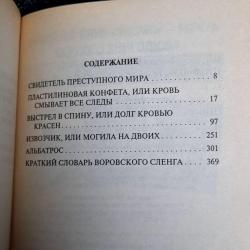 СОДЕРЖАНИЕ
СВИДЕТЕЛЬ ПРЕСТУПНОГО МИРА 8
ПЛАСТИЛИНОВАЯ КОНФЕТА, ИЛИ КРОВЬ
СМЫВАЕТ ВСЕ СЛЕДЫ 17
ВЫСТРЕЛ В СПИНУ, ИЛИ ДОЛГ КРОВЬЮ
КРАСЕН 97
ИЗВОЗЧИК, ИЛИ МОГИЛА НА ДВОИХ 251
АЛЬБАТРОС 301
КРАТКИЙ СЛОВАРЬ ВОРОВСКОГО СЛЕНГА 369